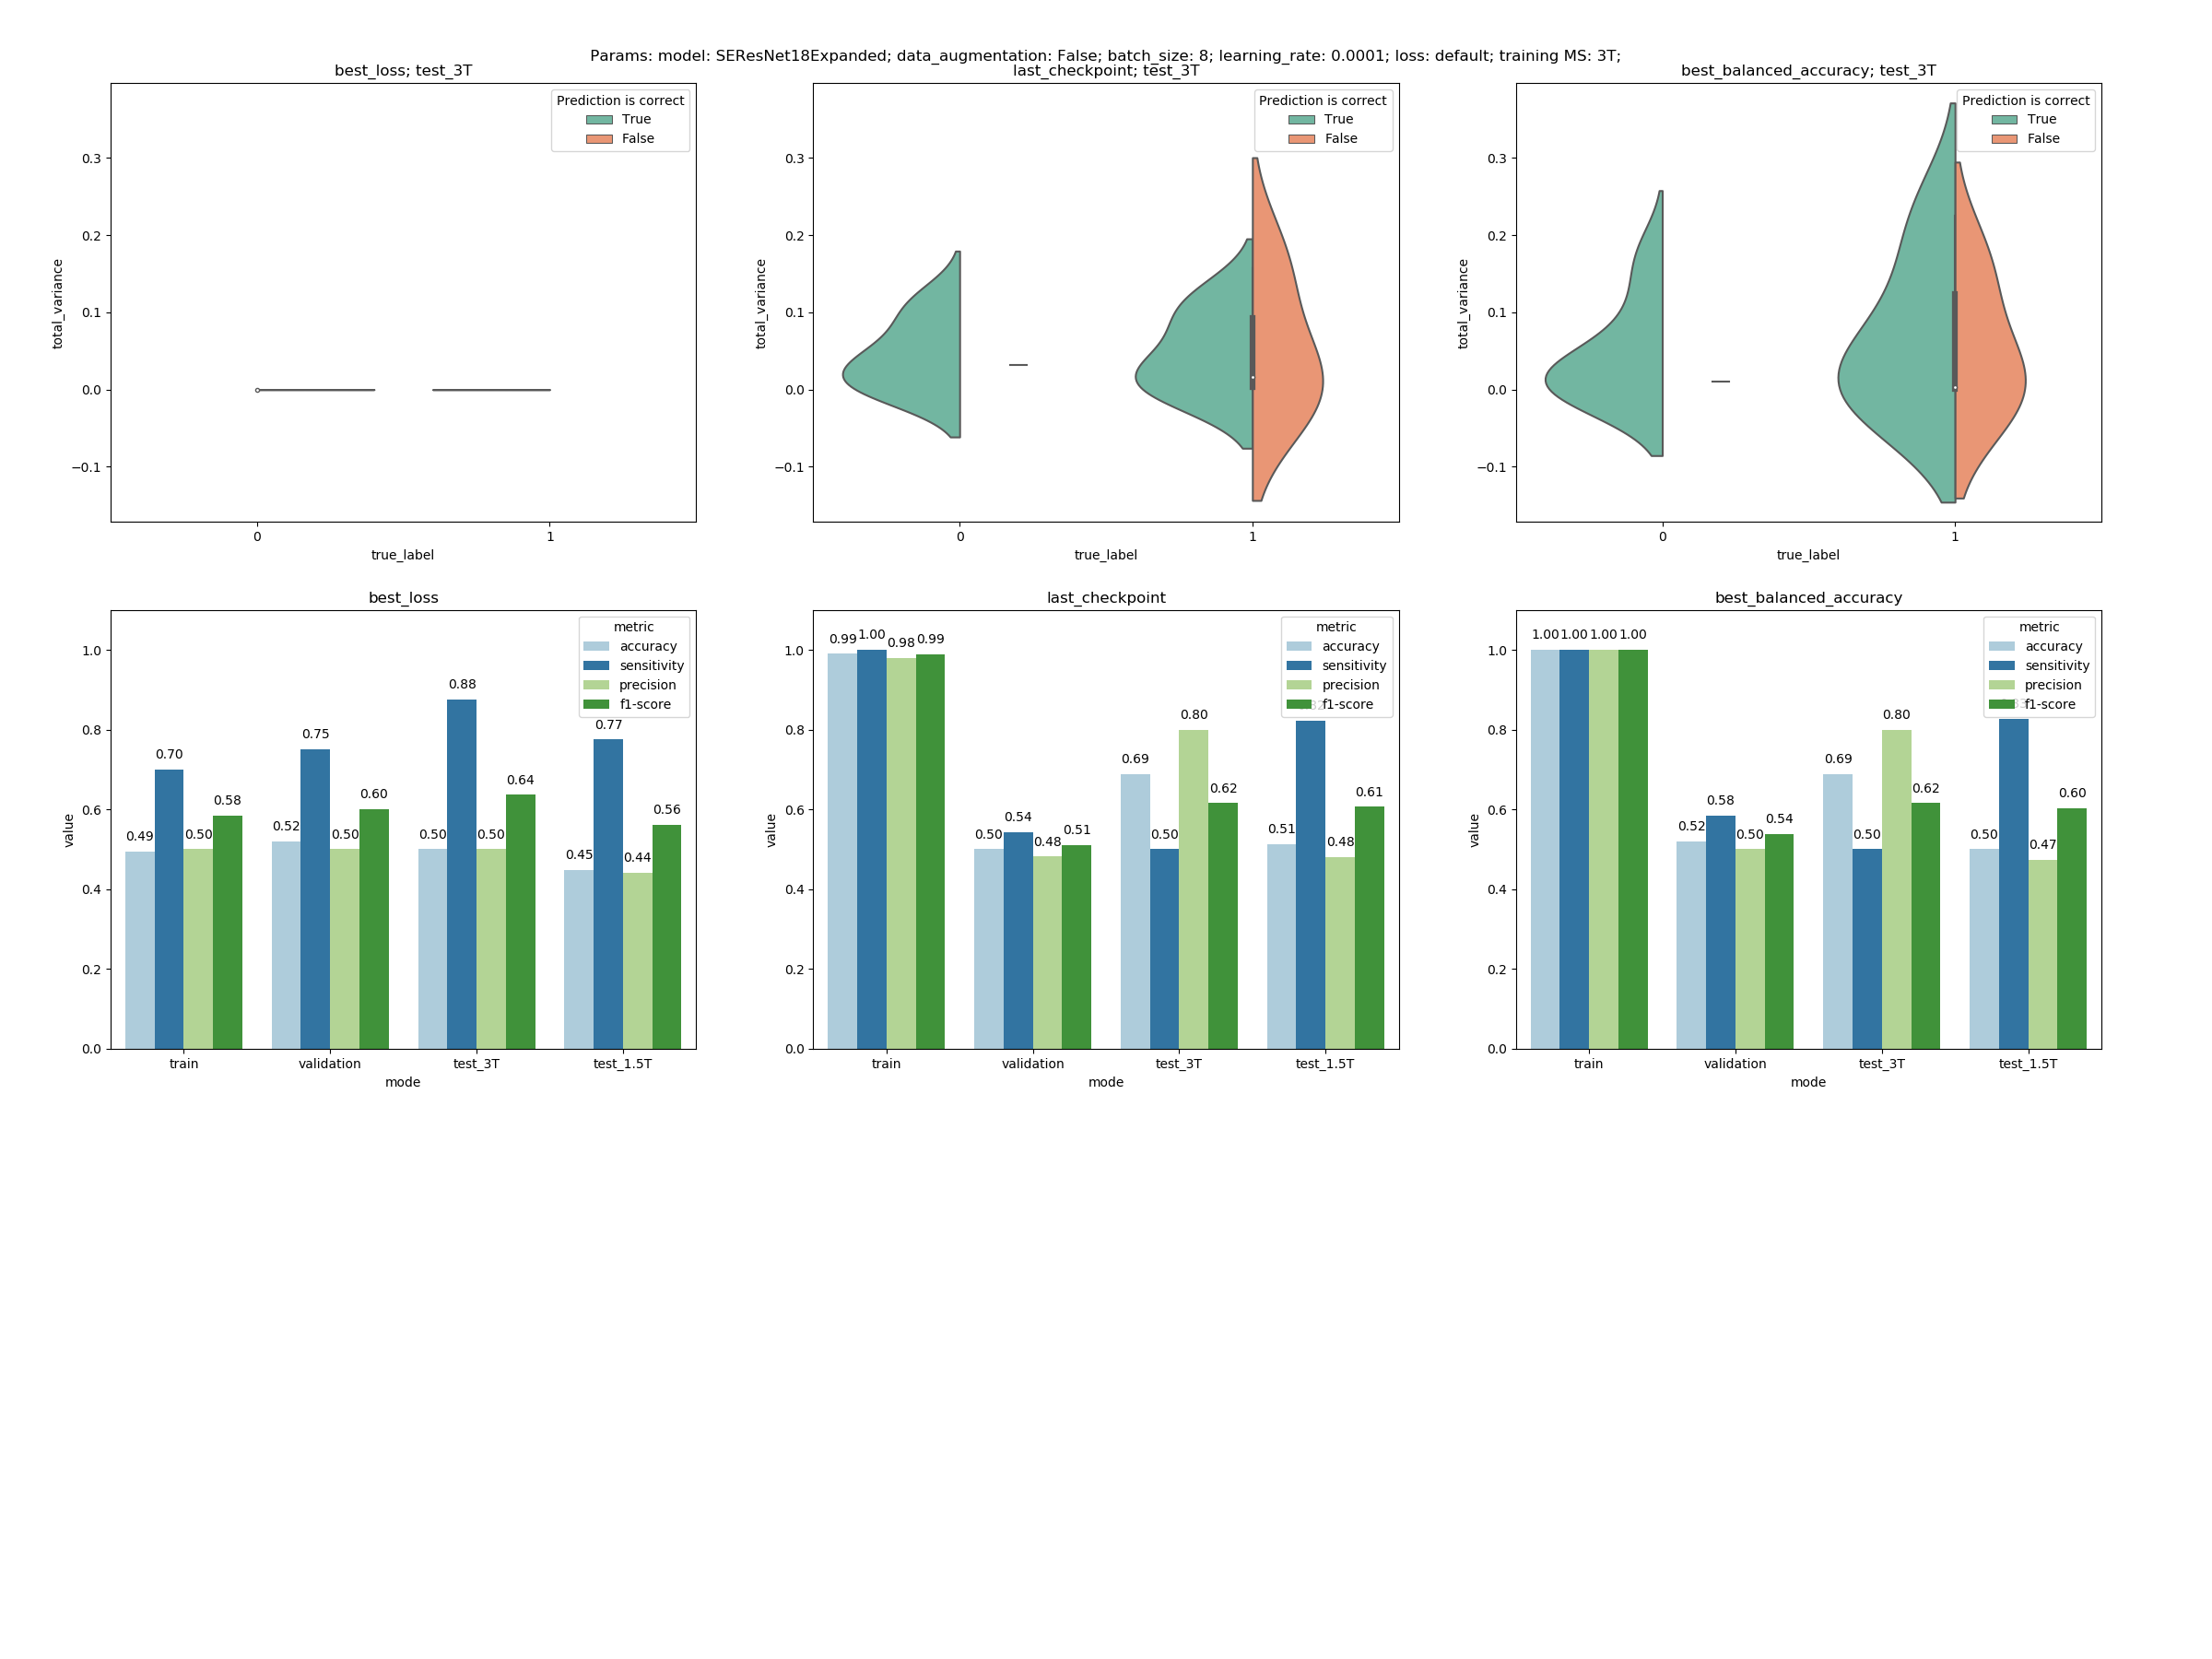 Params: model: SEResNet18Expanded; data_augmentation: False; batch_size: 8; learning_rate: 0.0001; loss: default; training MS: 3T;
best_loss; test_3T
Prediction is correct
True
False
total_variance
0.3
0.2
0.1
0.0
−0.1
0
1
true_label
last_checkpoint; test_3T
Prediction is correct
True
False
total_variance
0.3
0.2
0.1
0.0
−0.1
0
1
true_label
best_balanced_accuracy; test_3T
Prediction is correct
True
False
total_variance
0.3
0.2
0.1
0.0
−0.1
0
1
true_label
best_loss
metric
accuracy
sensitivity
precision
f1-score
value
1.0
0.8
0.6
0.4
0.2
0.0
0.49
0.70
0.50
0.58
0.52
0.75
0.50
0.60
0.50
0.88
0.50
0.64
0.45
0.77
0.44
0.56
train
validation
test_3T
test_1.5T
mode
last_checkpoint
metric
accuracy
sensitivity
precision
f1-score
value
1.0
0.8
0.6
0.4
0.2
0.0
0.99
1.00
0.98
0.99
0.50
0.54
0.48
0.51
0.69
0.50
0.80
0.62
0.51
0.48
0.61
train
validation
test_3T
test_1.5T
mode
best_balanced_accuracy
metric
accuracy
sensitivity
precision
f1-score
value
1.0
0.8
0.6
0.4
0.2
0.0
1.00
1.00
1.00
1.00
0.52
0.58
0.50
0.54
0.69
0.50
0.80
0.62
0.50
0.47
0.60
train
validation
test_3T
test_1.5T
mode